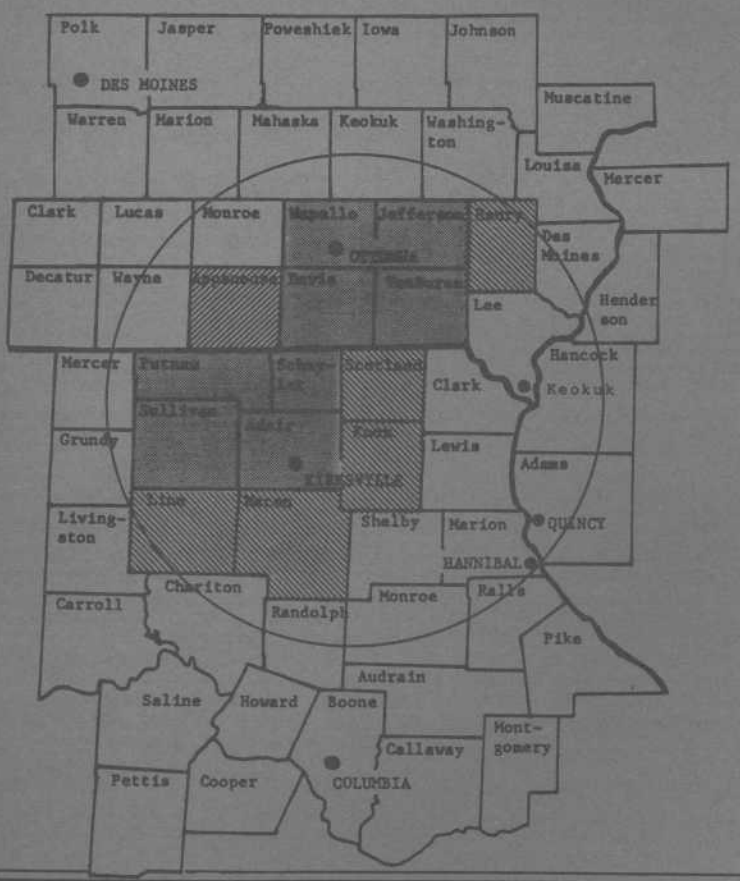 Polk
Jasper
Poweshiek
Iowa
Johnson
DES MOINES
Muscatine
Warren
Marion
Mahaska
Keokuk
Washing-
ton
Louisa
Mercer
Clark
Lucas
Monroe
Wapallo
Jefferson
Henry
Des
Moines
OTTUMWA
Decatur
Wayne
Appanoose
Davis
VanBuren
Lee
Hender
son
Mercer
Putnam
Schuy-
ler
Scotland
Clark
Hancock
Keokuk
Sullivan
Adair
Knox
Grundy
Lewis
Adams
KIRKSVILLE
Linn
Macon
Living-
ston
Shelby
Marion
QUINCY
HANNIBAL
Chariton
Carroll
Randolph
Monroe
Ralls
Pike
Audrain
Saline
Howard
Boone
Callaway
Mont-
gomery
Pettis
Cooper
COLUMBIA